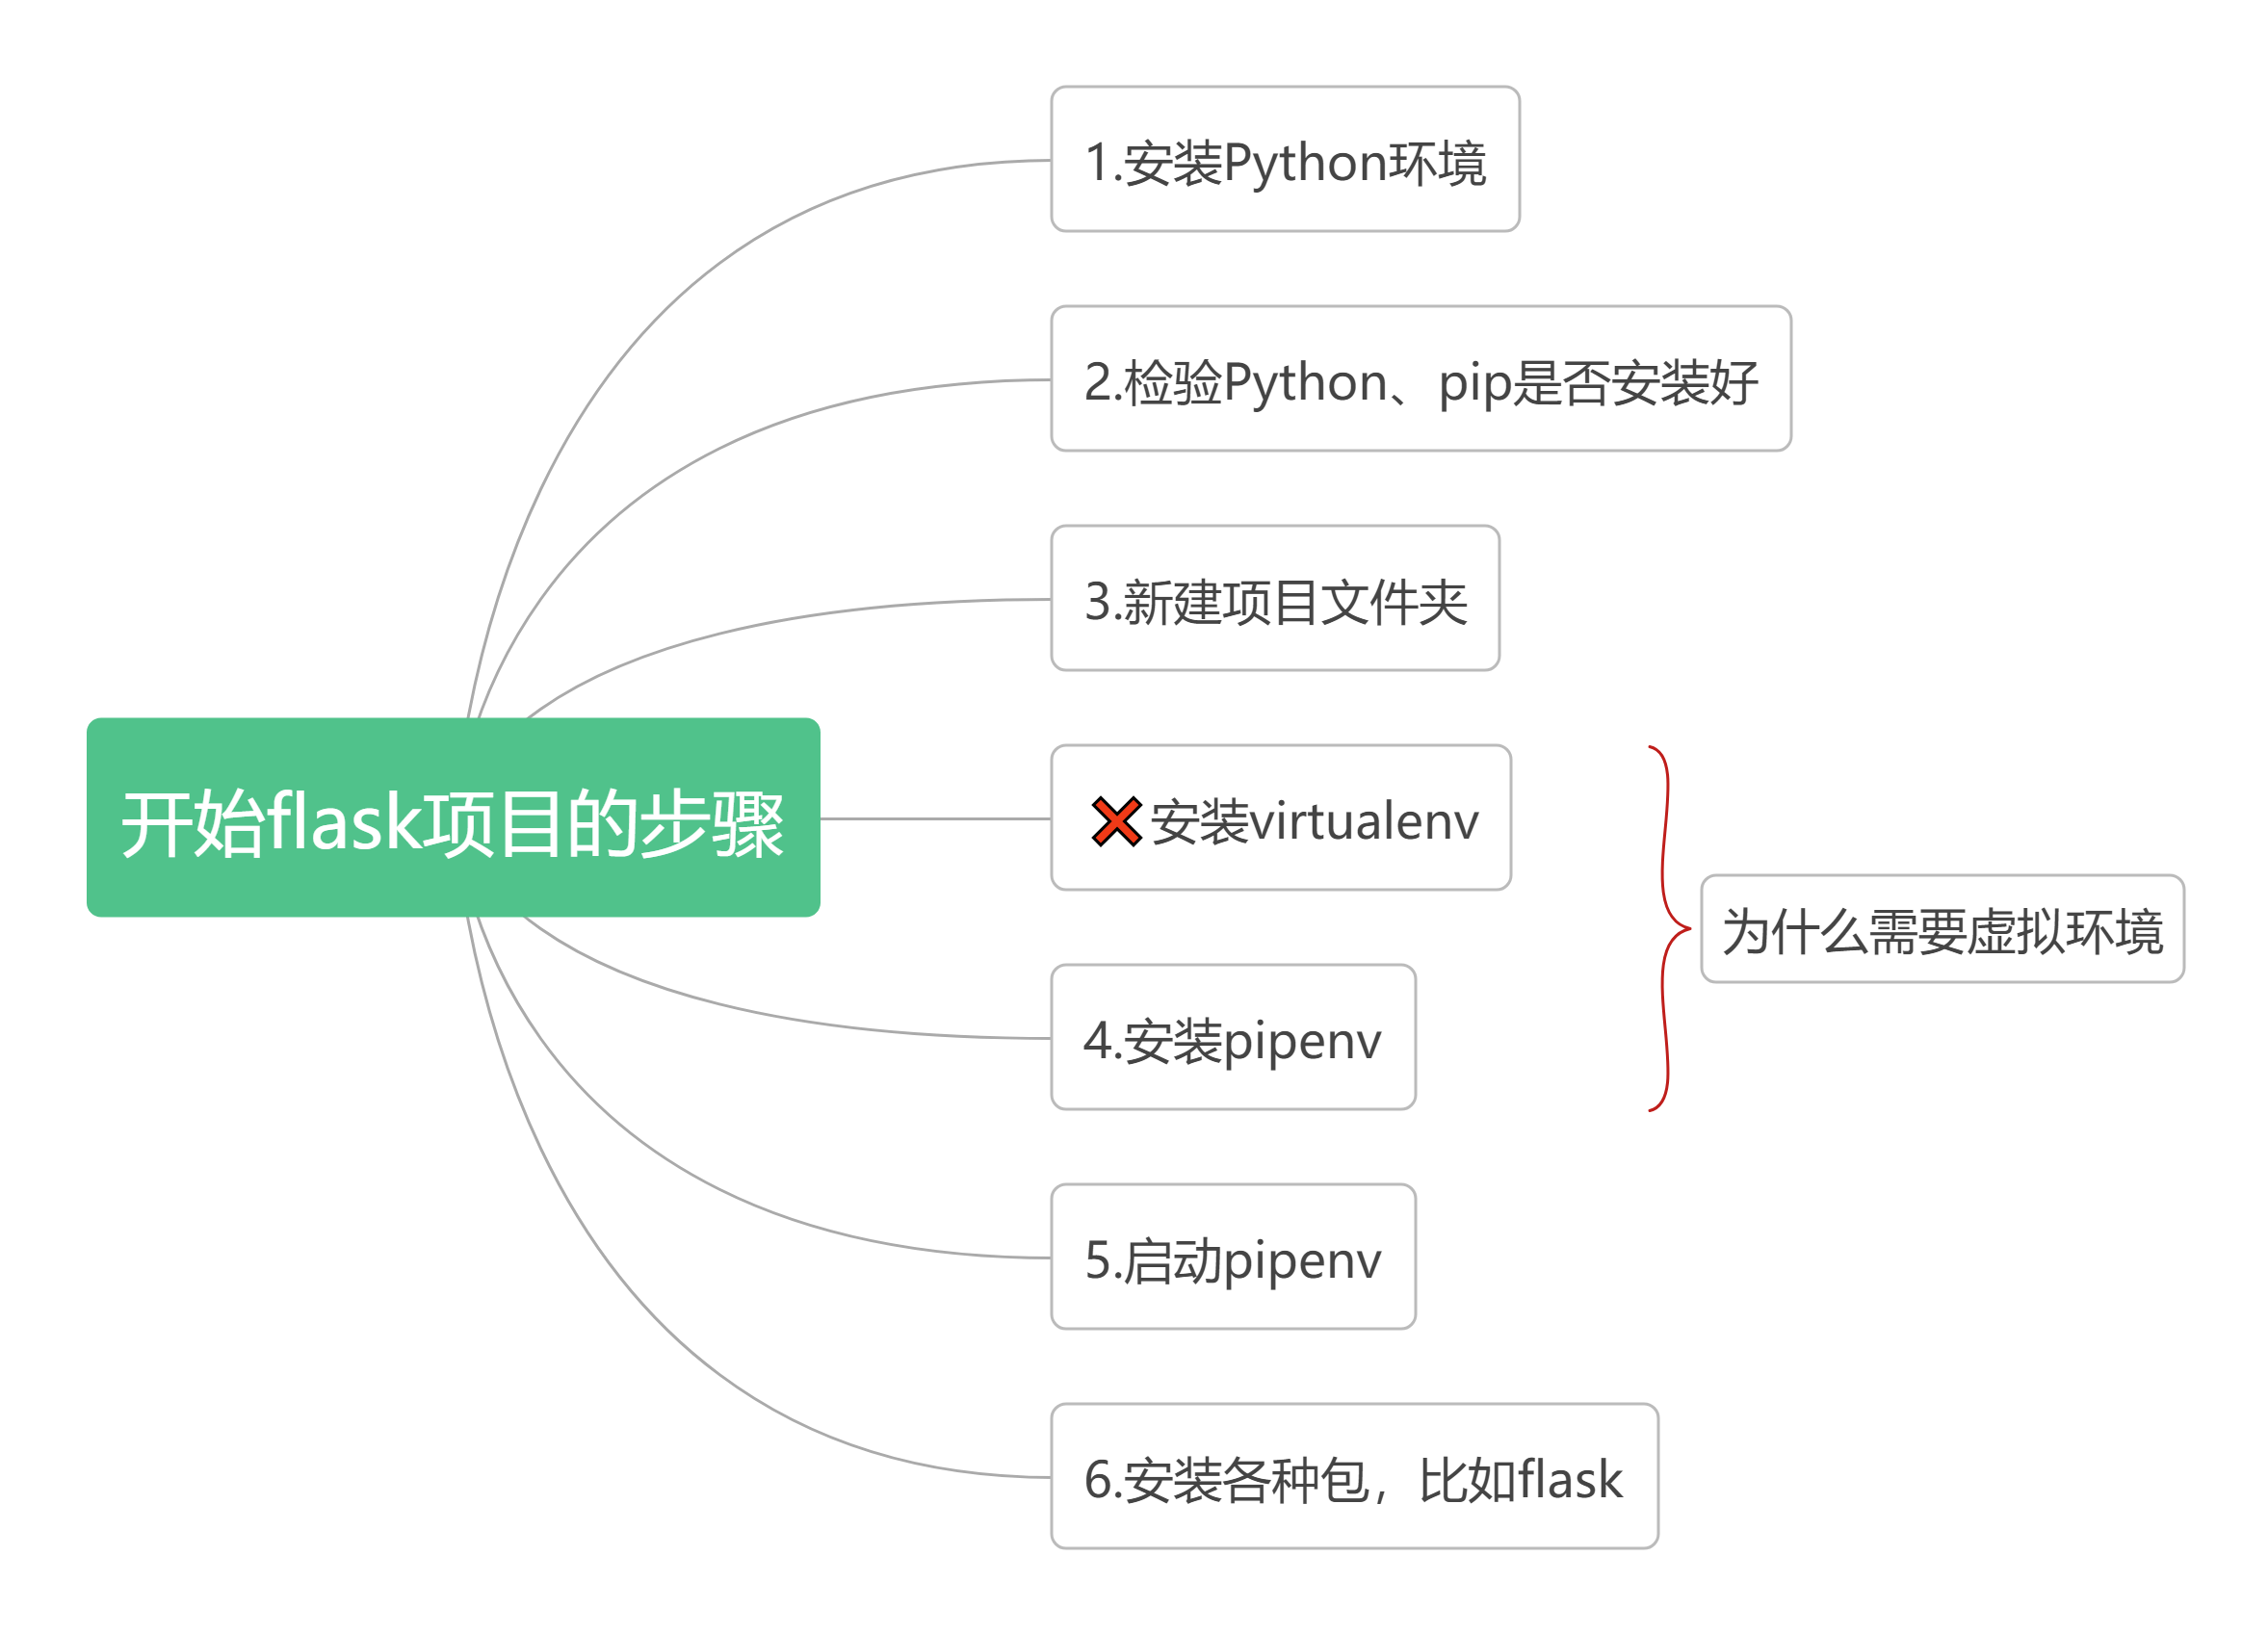 1.安装Python环境
2.检验Python、pip是否安装好
3.新建项目文件夹
开始flask项目的步骤
安装virtualenv
为什么需要虚拟环境
4.安装pipenv
5.启动pipenv
6.安装各种包，比如flask